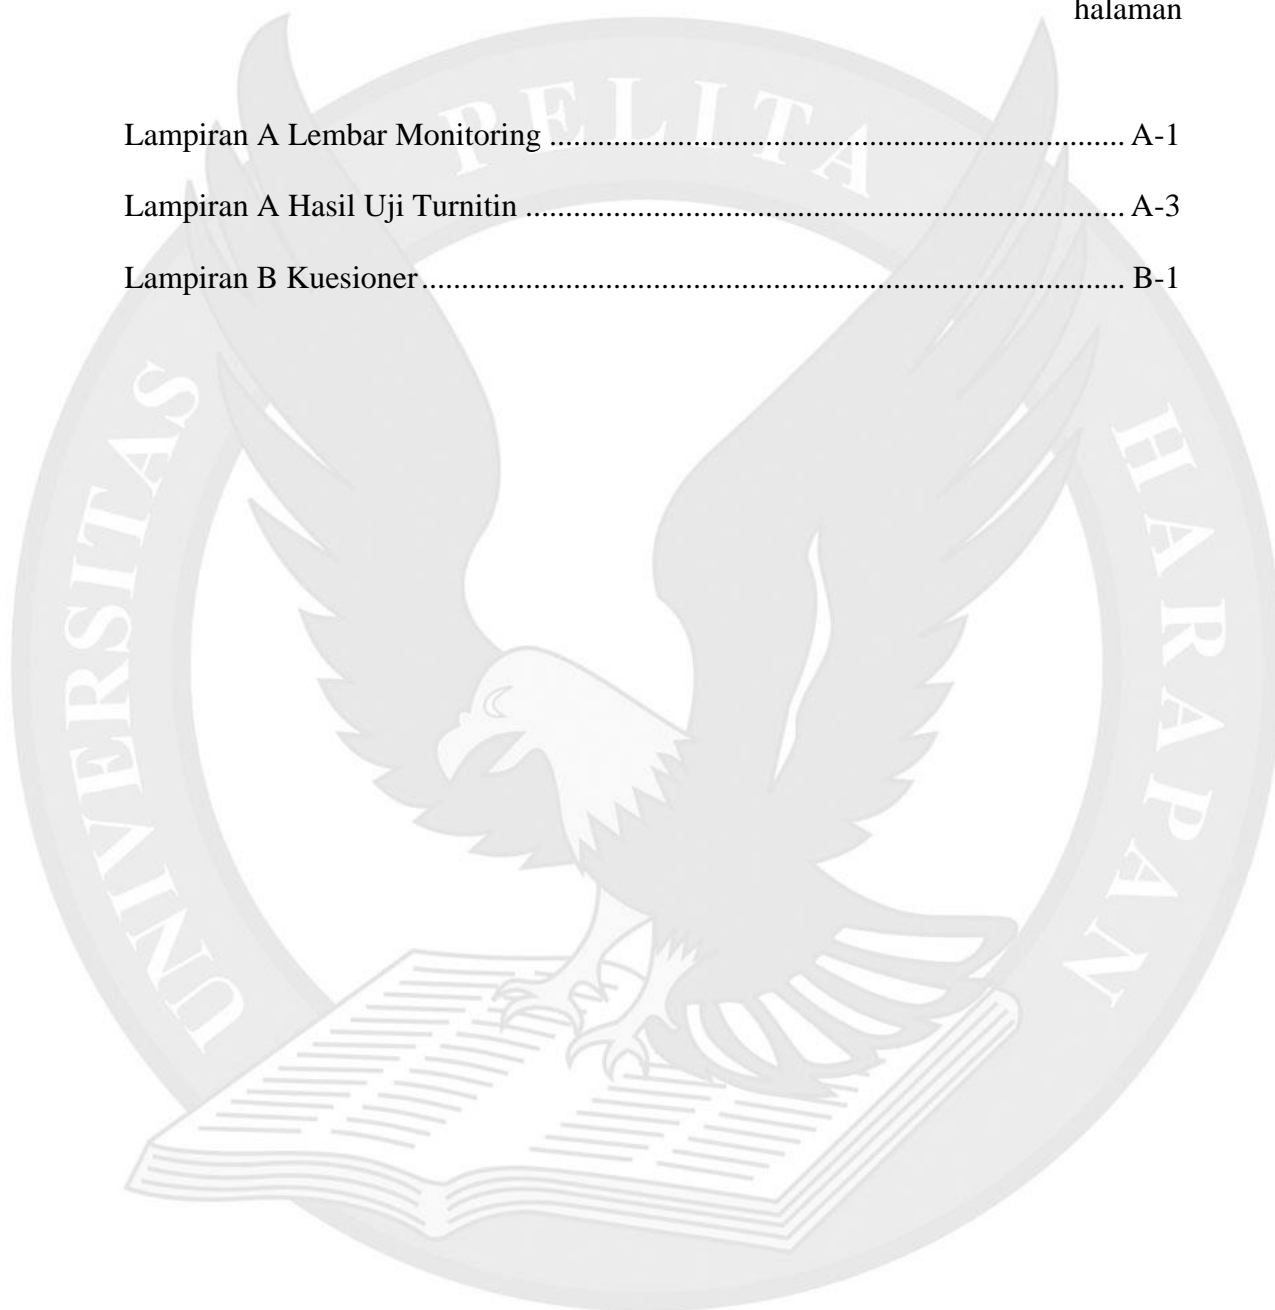 halaman
Lampiran A Lembar Monitoring ........................................................................ A-1
Lampiran A Hasil Uji Turnitin ........................................................................... A-3
Lampiran B Kuesioner........................................................................................ B-1
UNIVERSITAS PELITA HARAPAN